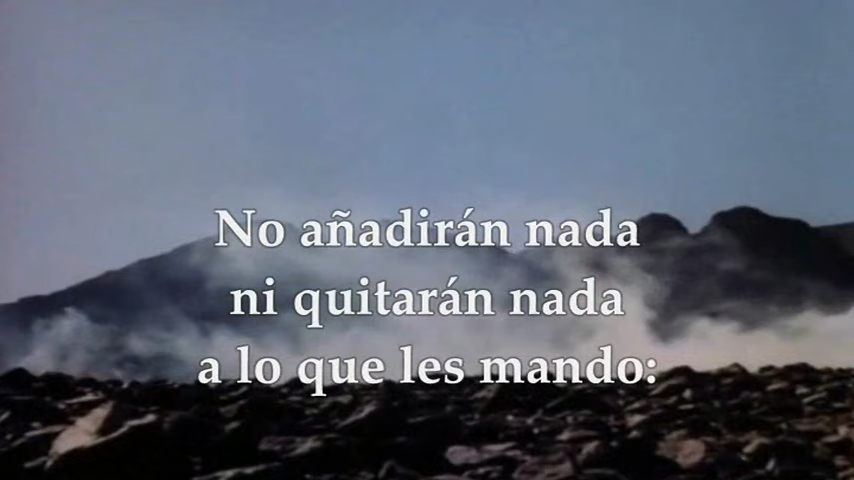 No añadirán nada
ni quitarán nada
a lo que les mando: